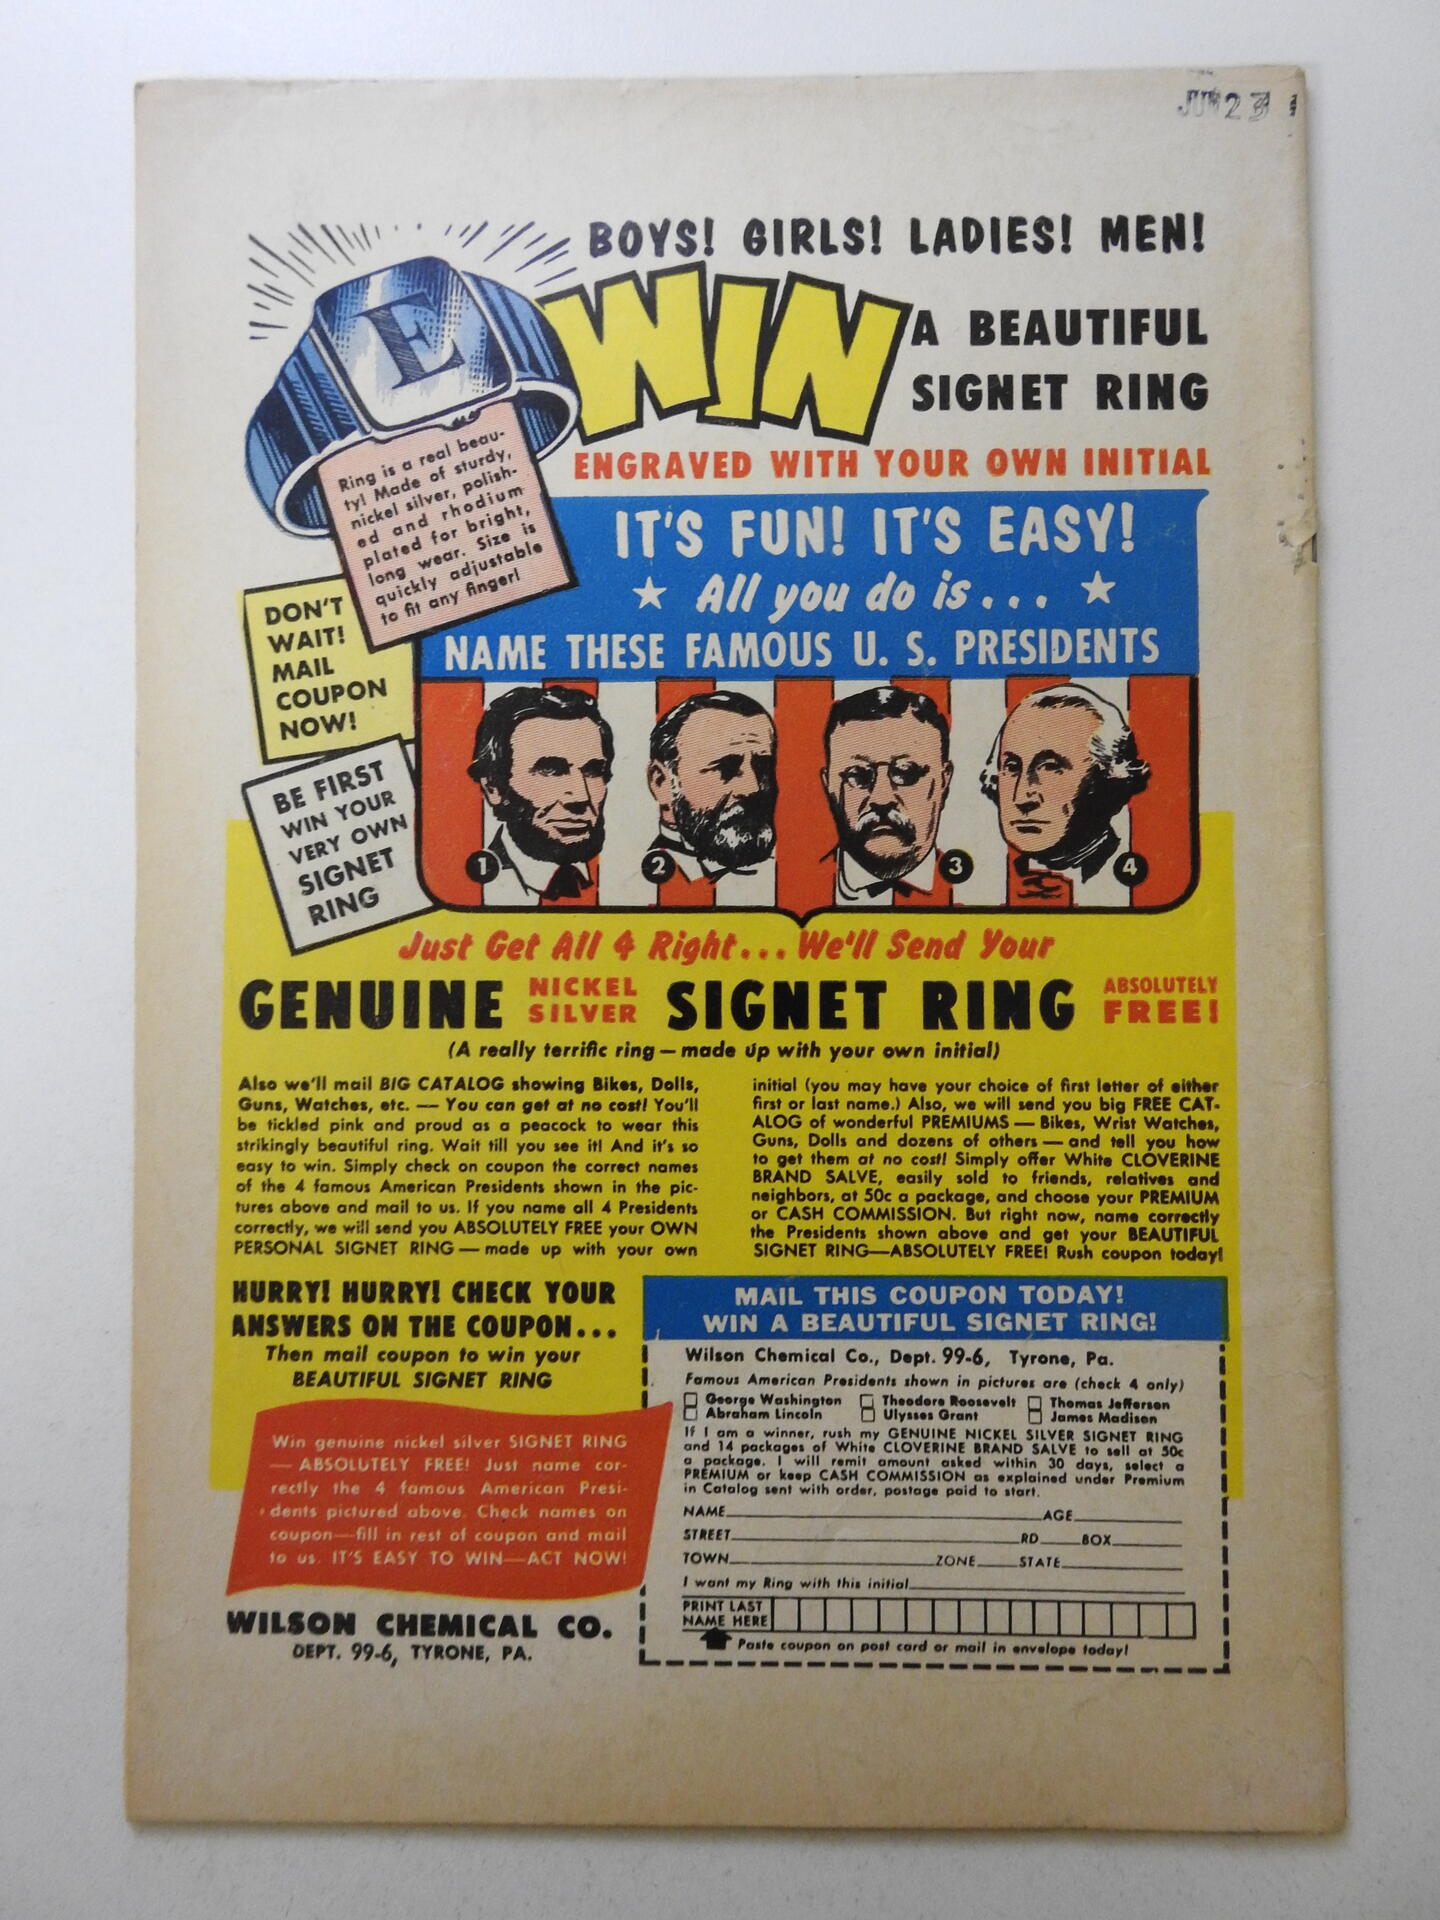 JUN 23
BOYS! GIRLS! LADIES! MEN!
WIN
A BEAUTIFUL
SIGNET RING
ENGRAVED WITH YOUR OWN INITIAL
E
Ring is a real beau-
ty! Made of sturdy,
nickel silver, polish-
ed and rhodium
plated for bright,
long wear. Size is
quickly adjustable
to fit any finger!
IT'S FUN! IT'S EASY!
All you do is...
NAME THESE FAMOUS U. S. PRESIDENTS
DON'T
WAIT!
MAIL
COUPON
NOW!
BE FIRST
WIN YOUR
VERY OWN
SIGNET
RING
1
2
3
4
Just Get All 4 Right... We'll Send Your
GENUINE NICKEL SILVER SIGNET RING ABSOLUTELY FREE!
(A really terrific ring — made up with your own initial)
Also we'll mail BIG CATALOG showing Bikes, Dolls,
Guns, Watches, etc. — You can get at no cost! You'll
be tickled pink and proud as a peacock to wear this
strikingly beautiful ring. Wait till you see it! And it's so
easy to win. Simply check on coupon the correct names
of the 4 famous American Presidents shown in the pic-
tures above and mail to us. If you name all 4 Presidents
correctly, we will send you ABSOLUTELY FREE your OWN
PERSONAL SIGNET RING — made up with your own
initial (you may have your choice of first letter of either
first or last name.) Also, we will send you big FREE CAT-
ALOG of wonderful PREMIUMS — Bikes, Wrist Watches,
Guns, Dolls and dozens of others — and tell you how
to get them at no cost! Simply offer White CLOVERINE
BRAND SALVE, easily sold to friends, relatives and
neighbors, at 50c a package, and choose your PREMIUM
or CASH COMMISSION. But right now, name correctly
the Presidents shown above and get your BEAUTIFUL
SIGNET RING—ABSOLUTELY FREE! Rush coupon today!
HURRY! HURRY! CHECK YOUR
ANSWERS ON THE COUPON...
Then mail coupon to win your
BEAUTIFUL SIGNET RING
Win genuine nickel silver SIGNET RING
— ABSOLUTELY FREE! Just name cor-
rectly the 4 famous American Presi-
dents pictured above. Check names on
coupon—fill in rest of coupon and mail
to us. IT'S EASY TO WIN—ACT NOW!
WILSON CHEMICAL CO.
DEPT. 99-6, TYRONE, PA.
MAIL THIS COUPON TODAY!
WIN A BEAUTIFUL SIGNET RING!
Wilson Chemical Co., Dept. 99-6, Tyrone, Pa.
Famous American Presidents shown in pictures are (check 4 only)
George Washington Theodore Roosevelt Thomas Jefferson
Abraham Lincoln Ulysses Grant James Madison
If I am a winner, rush my GENUINE NICKEL SILVER SIGNET RING
and 14 packages of White CLOVERINE BRAND SALVE to sell at 50c
a package. I will remit amount asked within 30 days, select a
PREMIUM or keep CASH COMMISSION as explained under Premium
in Catalog sent with order, postage paid to start.
NAME AGE
STREET RD BOX
TOWN ZONE STATE
I want my Ring with this initial
PRINT LAST
NAME HERE
Paste coupon on post card or mail in envelope today!